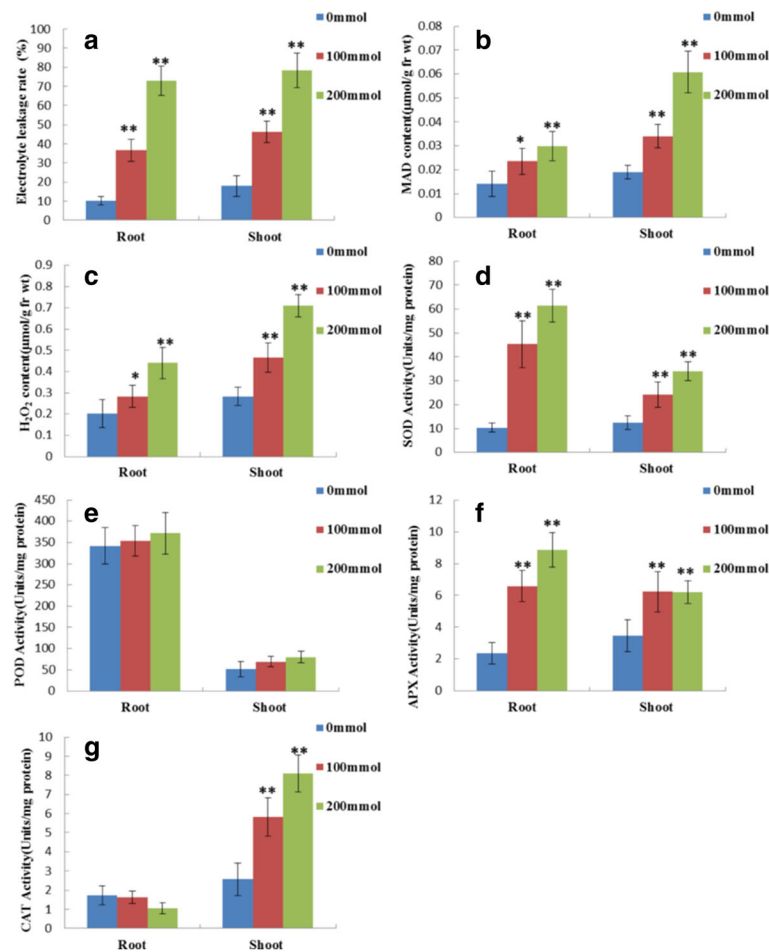 a
Electrolyte leakage rate (%)
100
90
80
70
60
50
40
30
20
10
0
** ** ** **
Root Shoot
0mmol
100mmol
200mmol
b
MAD content(μmol/g fr wt)
0.08
0.07
0.06
0.05
0.04
0.03
0.02
0.01
0
* ** ** **
Root Shoot
0mmol
100mmol
200mmol
c
H₂O₂ content(μmol/g fr wt)
0.9
0.8
0.7
0.6
0.5
0.4
0.3
0.2
0.1
0
* ** ** **
Root Shoot
0mmol
100mmol
200mmol
d
SOD Activity(Units/mg protein)
80
70
60
50
40
30
20
10
0
** ** ** **
Root Shoot
0mmol
100mmol
200mmol
e
POD Activity(Units/mg protein)
450
400
350
300
250
200
150
100
50
0
Root Shoot
0mmol
100mmol
200mmol
f
APX Activity(Units/mg protein)
12
10
8
6
4
2
0
** ** ** **
Root Shoot
0mmol
100mmol
200mmol
g
CAT Activity(Units/mg protein)
10
9
8
7
6
5
4
3
2
1
0
** **
Root Shoot
0mmol
100mmol
200mmol